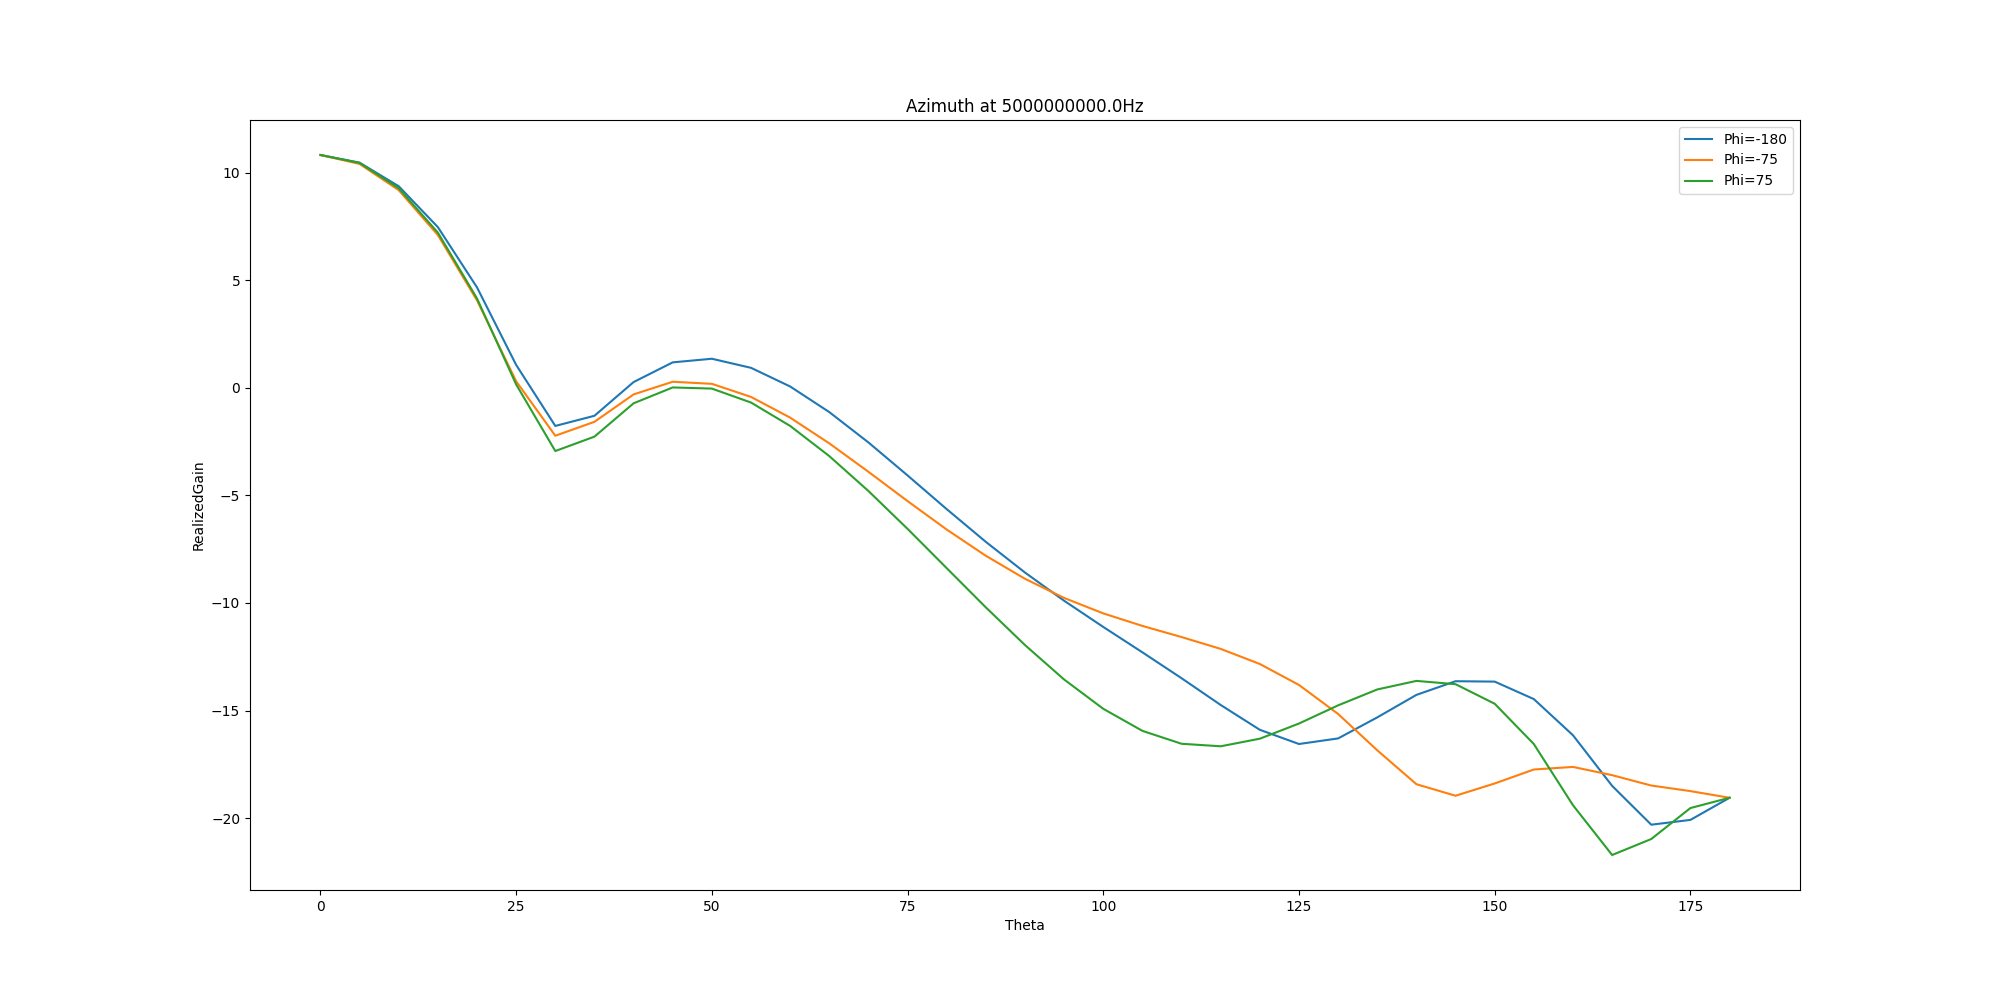 Azimuth at 5000000000.0Hz
Phi=-180
Phi=-75
Phi=75
10
5
0
−5
−10
−15
−20
RealizedGain
0 25 50 75 100 125 150 175
Theta